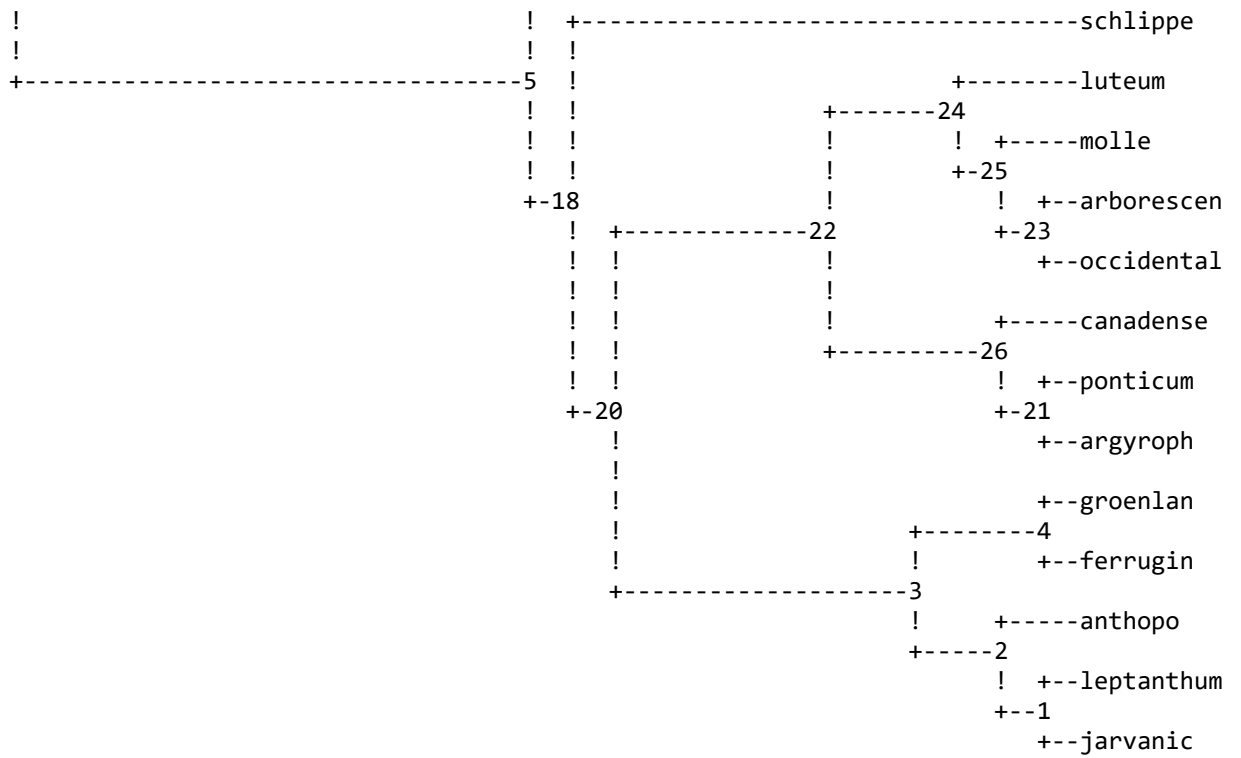 !                                  !  +----------------------------------schlippe
!                                  !  !
+----------------------------------5  !                         +--------luteum
                                   !  !                +-------24
                                   !  !                !        !  +-----molle
                                   !  !                !        +-25
                                   +-18                !           !  +--arborescen
                                      !  +------------22           +-23
                                      !  !             !              +--occidental
                                      !  !             !
                                      !  !             !           +-----canadense
                                      !  !             +----------26
                                      !  !                         !  +--ponticum
                                      +-20                         +-21
                                         !                            +--argyroph
                                         !
                                         !                            +--groenlan
                                         !                   +--------4
                                         !                   !        +--ferrugin
                                         +-------------------3
                                                             !     +-----anthopo
                                                             +-----2
                                                                   !  +--leptanthum
                                                                   +--1
                                                                      +--jarvanic